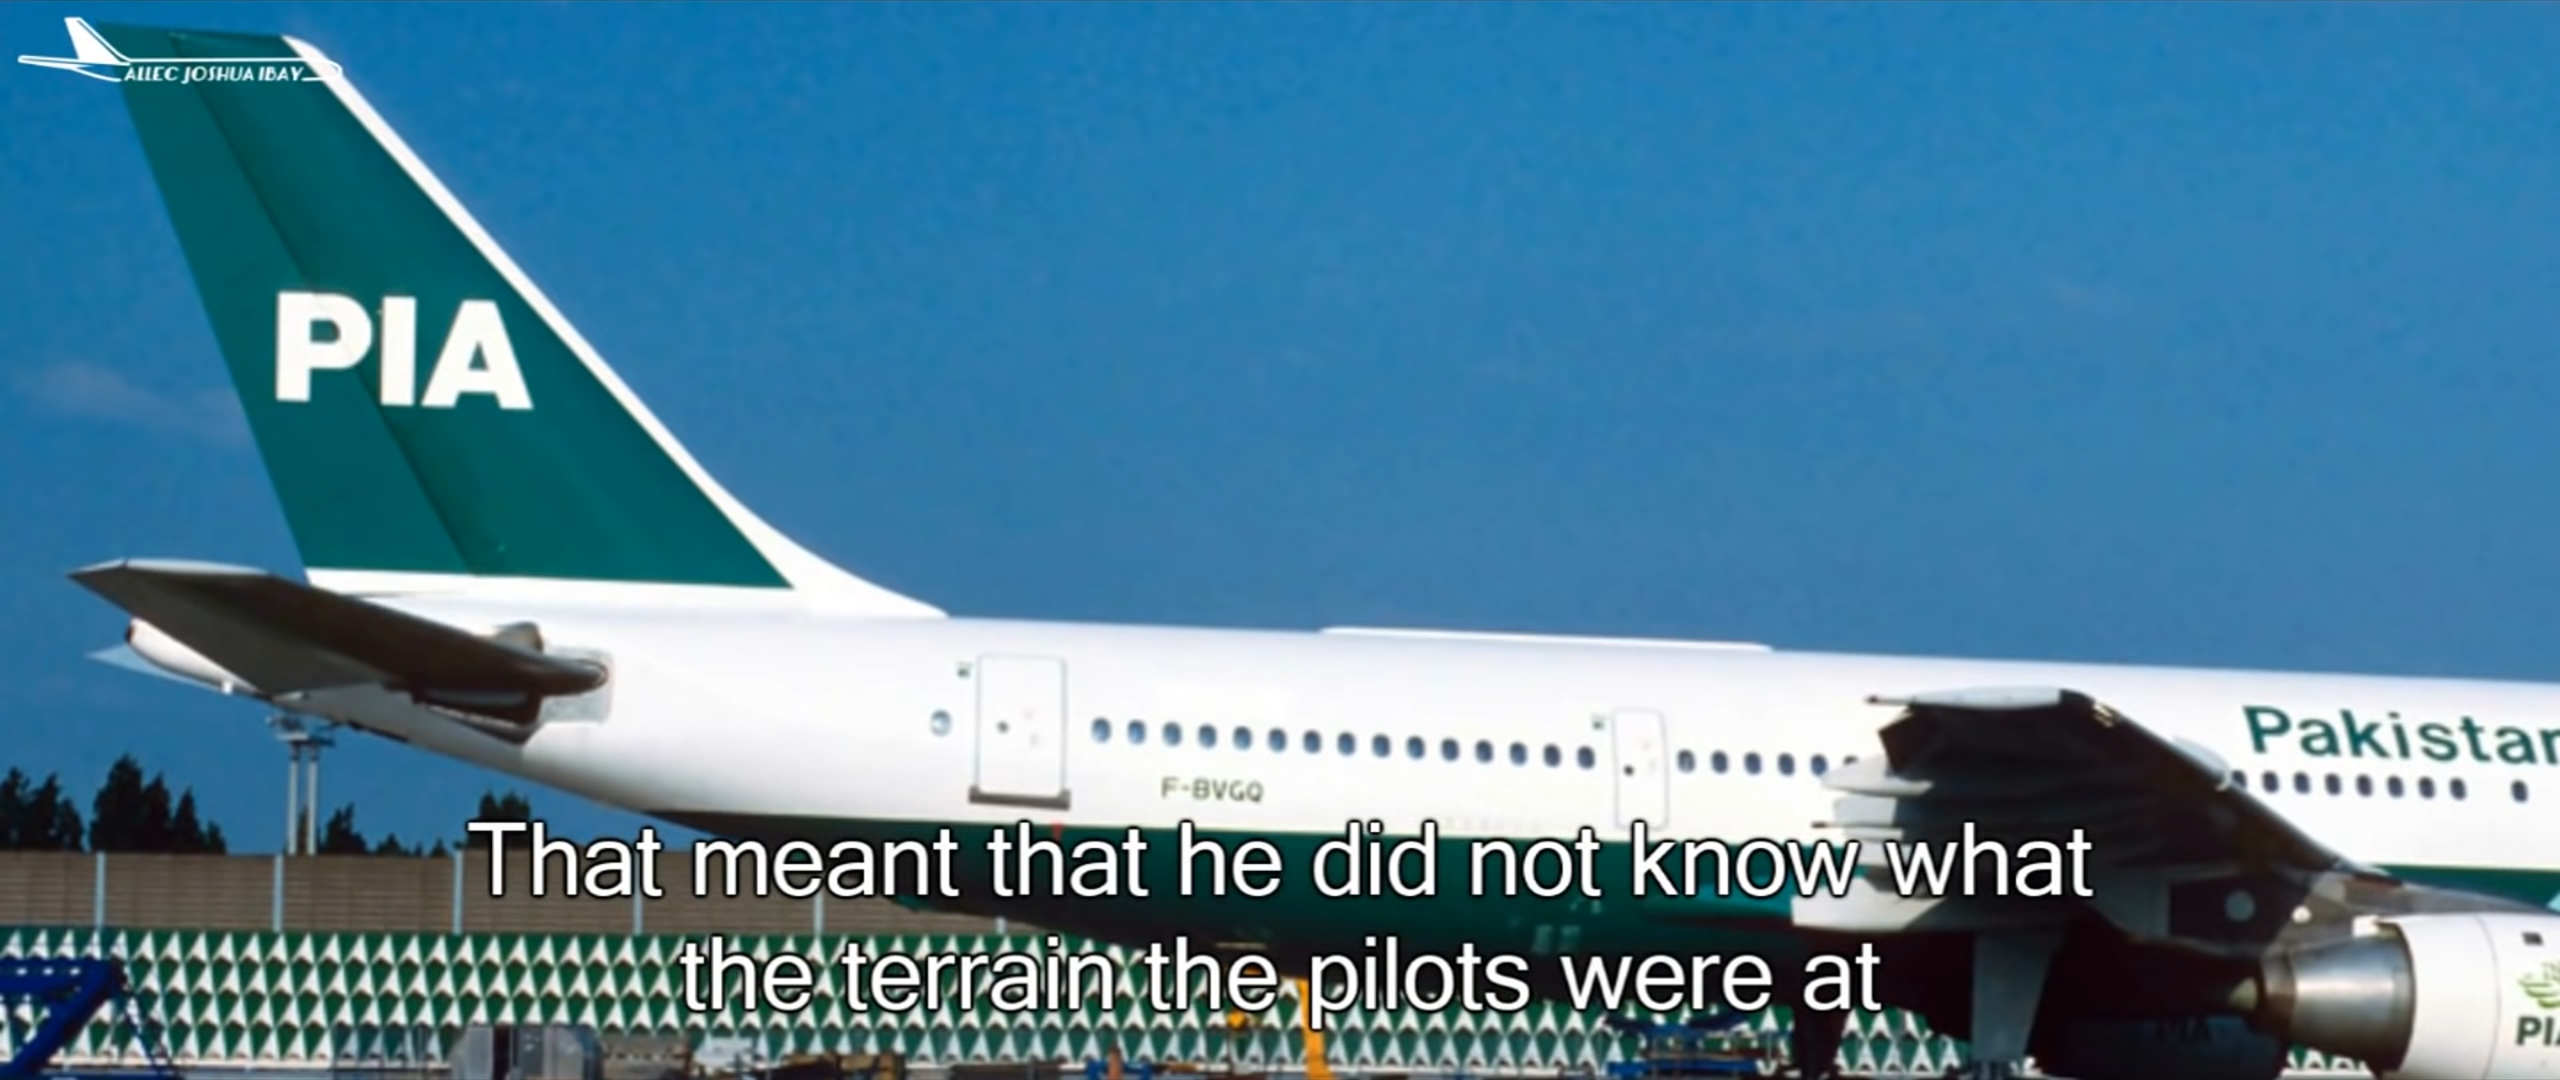 ALLEC JOSHUA IBAY
PIA
Pakistan
F-BVGQ
That meant that he did not know what
the terrain the pilots were at
PIA